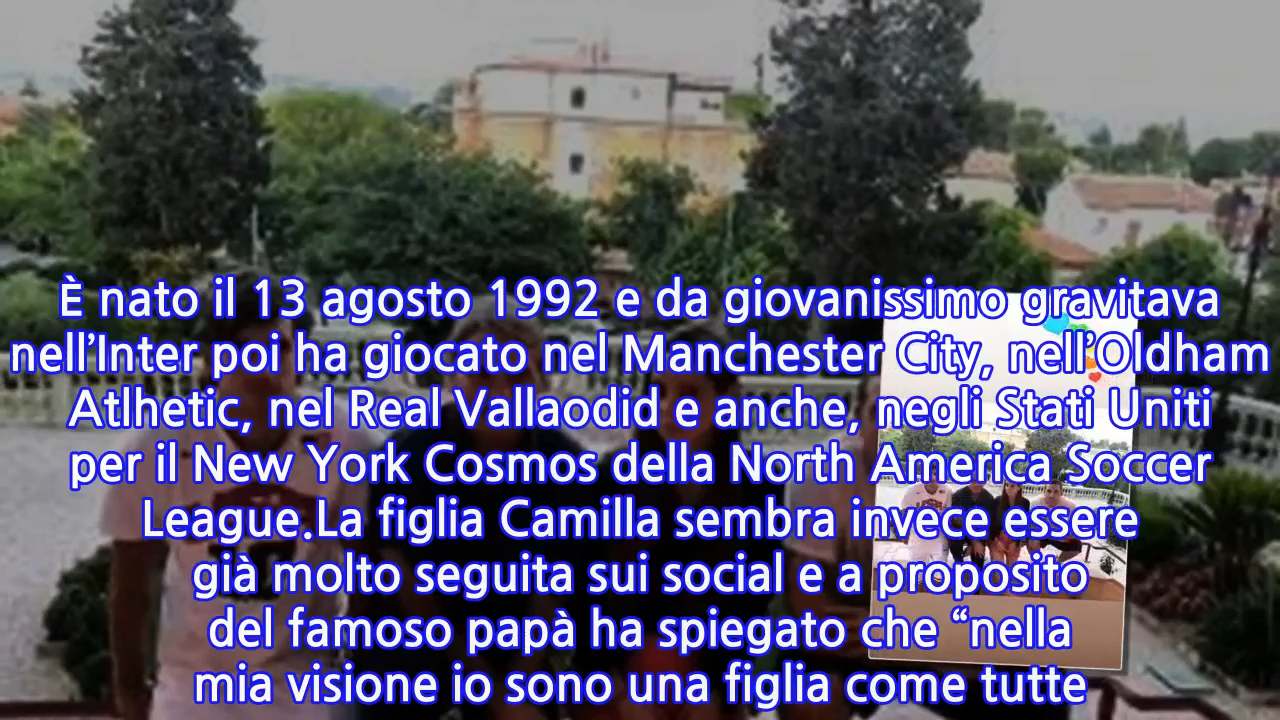 È nato il 13 agosto 1992 e da giovanissimo gravitava
nell’Inter poi ha giocato nel Manchester City, nell’Oldham
Atlhetic, nel Real Vallaodid e anche, negli Stati Uniti
per il New York Cosmos della North America Soccer
League.La figlia Camilla sembra invece essere
già molto seguita sui social e a proposito
del famoso papà ha spiegato che “nella
mia visione io sono una figlia come tutte